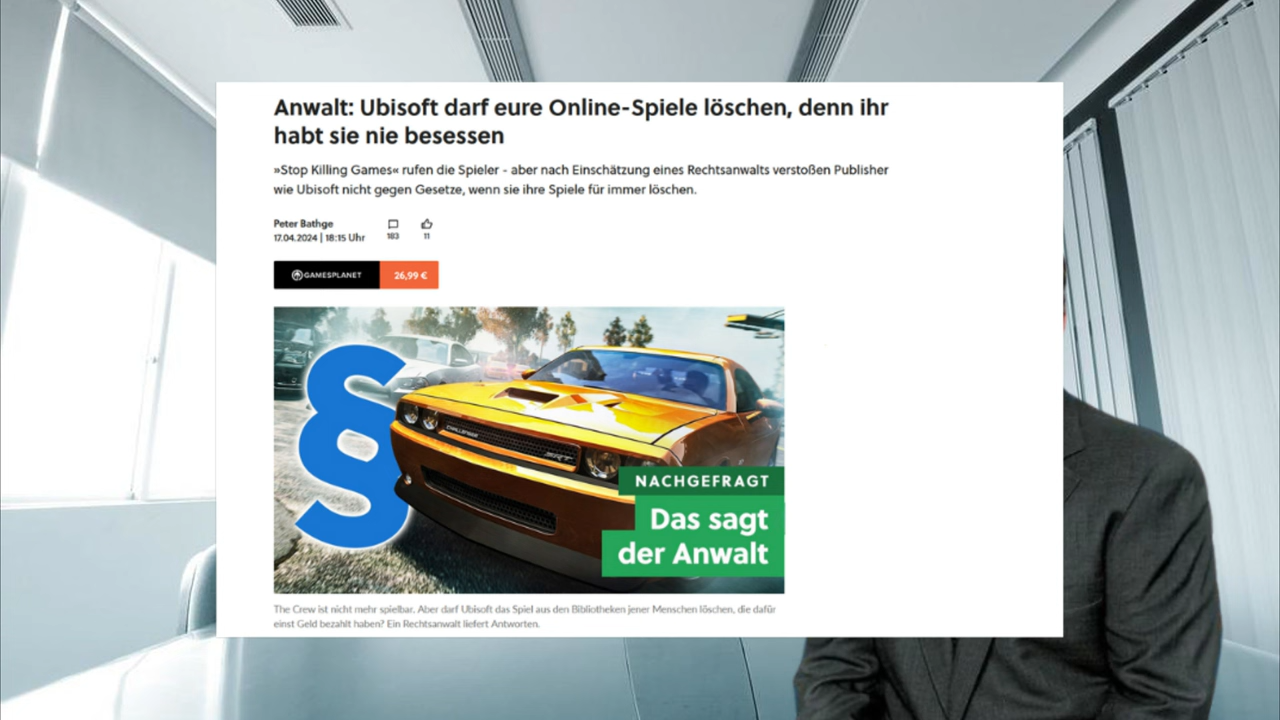 Anwalt: Ubisoft darf eure Online-Spiele löschen, denn ihr
habt sie nie besessen
»Stop Killing Games« rufen die Spieler - aber nach Einschätzung eines Rechtsanwalts verstoßen Publisher
wie Ubisoft nicht gegen Gesetze, wenn sie ihre Spiele für immer löschen.
Peter Bathge
17.04.2024 | 18:15 Uhr
183
11
GAMESPLANET
26,99 €
§
CHALLENGER
SRT
NACHGEFRAGT
Das sagt
der Anwalt
The Crew ist nicht mehr spielbar. Aber darf Ubisoft das Spiel aus den Bibliotheken jener Menschen löschen, die dafür
einst Geld bezahlt haben? Ein Rechtsanwalt liefert Antworten.